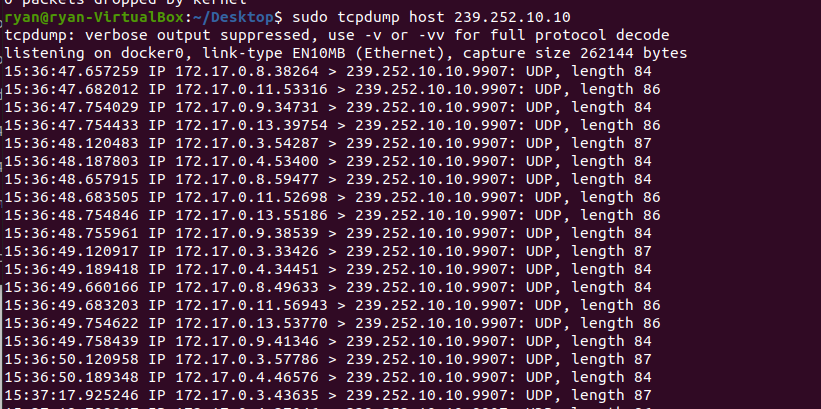 0 packets dropped by kernel
ryan@ryan-VirtualBox:~/Desktop$ sudo tcpdump host 239.252.10.10
tcpdump: verbose output suppressed, use -v or -vv for full protocol decode
listening on docker0, link-type EN10MB (Ethernet), capture size 262144 bytes
15:36:47.657259 IP 172.17.0.8.38264 > 239.252.10.10.9907: UDP, length 84
15:36:47.682012 IP 172.17.0.11.53316 > 239.252.10.10.9907: UDP, length 86
15:36:47.754029 IP 172.17.0.9.34731 > 239.252.10.10.9907: UDP, length 84
15:36:47.754433 IP 172.17.0.13.39754 > 239.252.10.10.9907: UDP, length 86
15:36:48.120483 IP 172.17.0.3.54287 > 239.252.10.10.9907: UDP, length 87
15:36:48.187803 IP 172.17.0.4.53400 > 239.252.10.10.9907: UDP, length 84
15:36:48.657915 IP 172.17.0.8.59477 > 239.252.10.10.9907: UDP, length 84
15:36:48.683505 IP 172.17.0.11.52698 > 239.252.10.10.9907: UDP, length 86
15:36:48.754846 IP 172.17.0.13.55186 > 239.252.10.10.9907: UDP, length 86
15:36:48.755961 IP 172.17.0.9.38539 > 239.252.10.10.9907: UDP, length 84
15:36:49.120917 IP 172.17.0.3.33426 > 239.252.10.10.9907: UDP, length 87
15:36:49.189418 IP 172.17.0.4.34451 > 239.252.10.10.9907: UDP, length 84
15:36:49.660166 IP 172.17.0.8.49633 > 239.252.10.10.9907: UDP, length 84
15:36:49.683203 IP 172.17.0.11.56943 > 239.252.10.10.9907: UDP, length 86
15:36:49.754622 IP 172.17.0.13.53770 > 239.252.10.10.9907: UDP, length 86
15:36:49.758439 IP 172.17.0.9.41346 > 239.252.10.10.9907: UDP, length 84
15:36:50.120958 IP 172.17.0.3.57786 > 239.252.10.10.9907: UDP, length 87
15:36:50.189348 IP 172.17.0.4.46576 > 239.252.10.10.9907: UDP, length 84
15:37:17.925246 IP 172.17.0.3.43635 > 239.252.10.10.9907: UDP, length 87